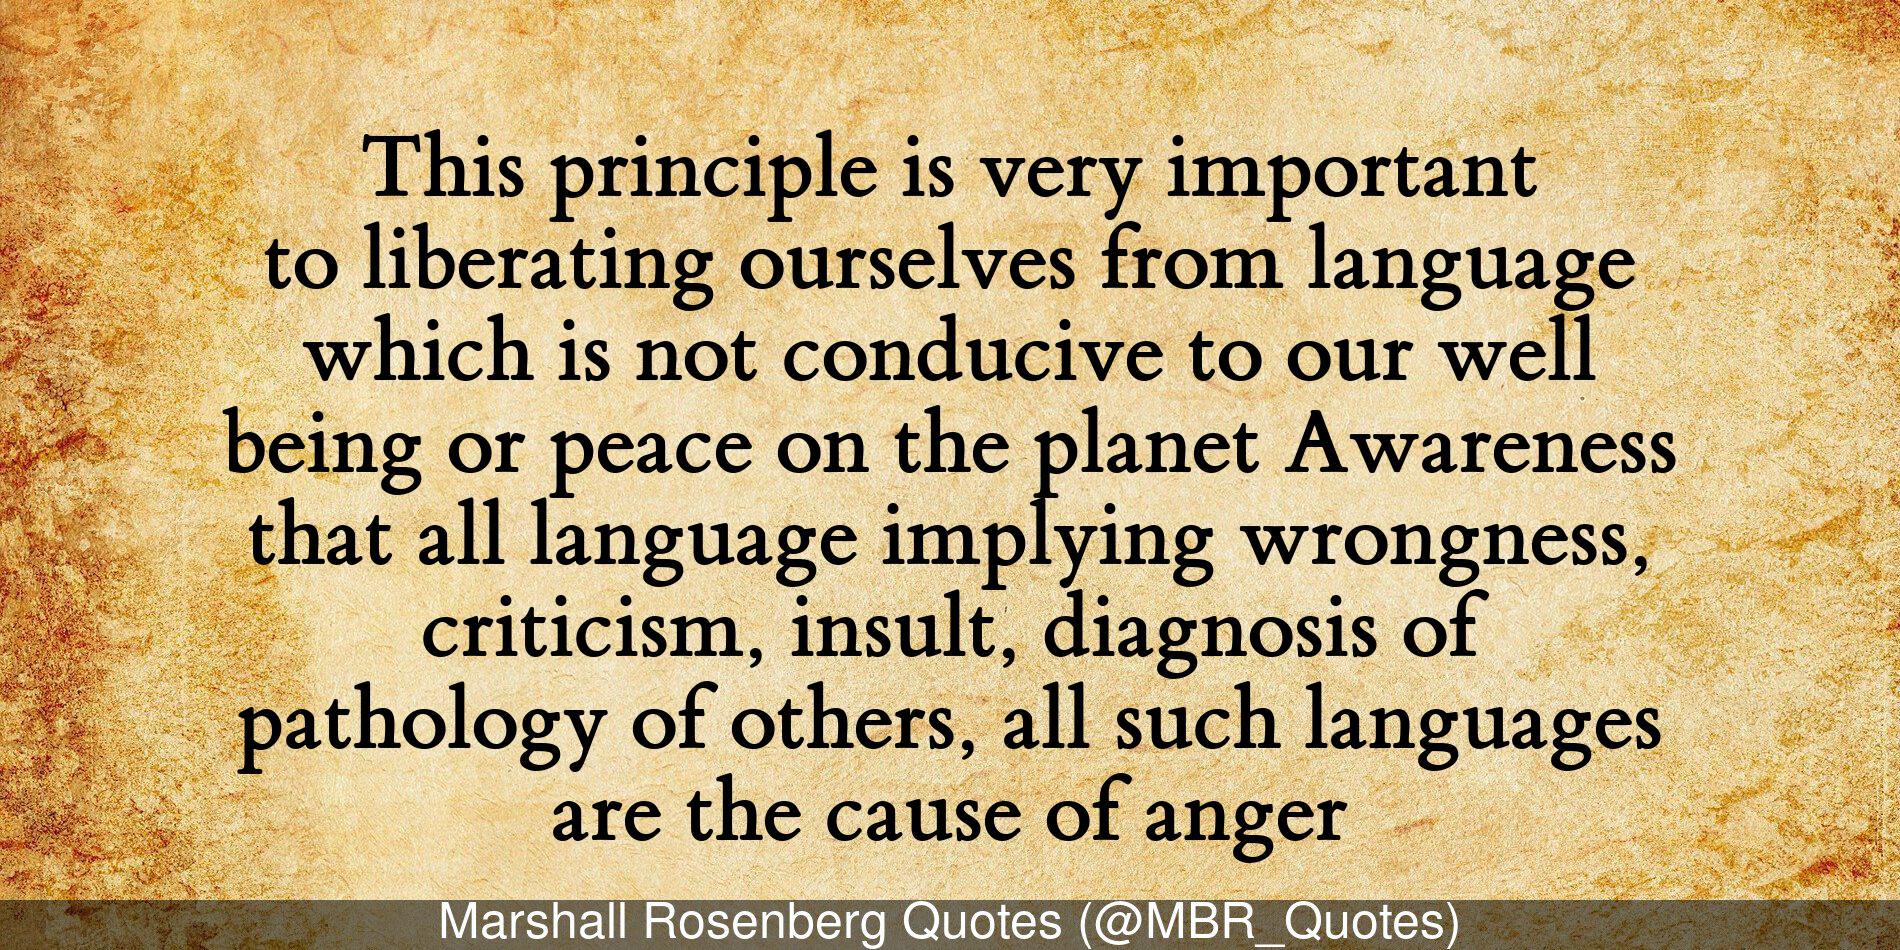 This principle is very important
to liberating ourselves from language
which is not conducive to our well
being or peace on the planet Awareness
that all language implying wrongness,
criticism, insult, diagnosis of
pathology of others, all such languages
are the cause of anger
Marshall Rosenberg Quotes (@MBR_Quotes)